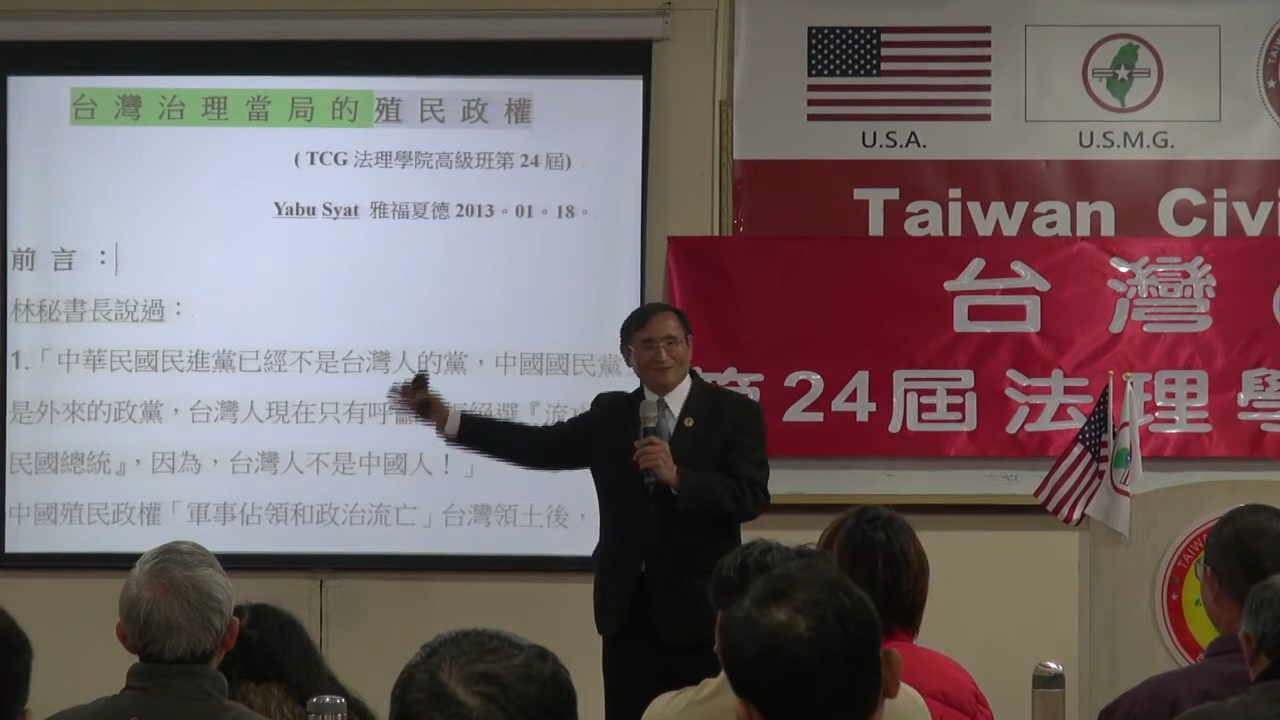 台灣治理當局的殖民政權
( TCG 法理學院高級班第 24 屆)
Yabu Syat 雅福夏德 2013。01。18。
前言：
林秘書長說過：
1.「中華民國民進黨已經不是台灣人的黨，中國國民黨
是外來的政黨，台灣人現在只有呼
絕選『流
民國總統』，因為，台灣人不是中國人！」
中國殖民政權「軍事佔領和政治流亡」台灣領土後，
U.S.A.
U.S.M.G.
Taiwan Civi
台灣
第24屆法理學
TAIWAN